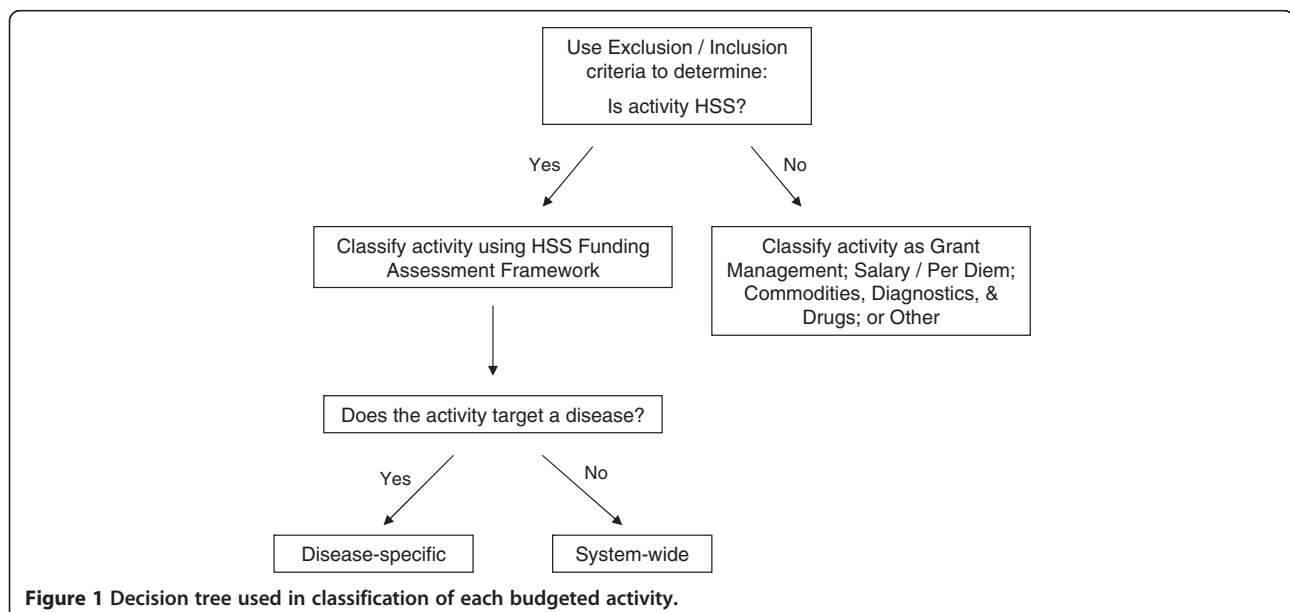 Use Exclusion / Inclusion
criteria to determine:
Is activity HSS?
Yes
No
Classify activity using HSS Funding
Assessment Framework
Classify activity as Grant
Management; Salary / Per Diem;
Commodities, Diagnostics, &
Drugs; or Other
Does the activity target a disease?
Yes
No
Disease-specific
System-wide
Figure 1 Decision tree used in classification of each budgeted activity.